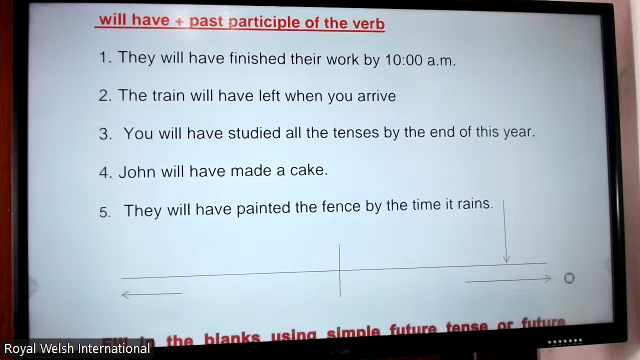 will have + past participle of the verb
1. They will have finished their work by 10:00 a.m.
2. The train will have left when you arrive
3. You will have studied all the tenses by the end of this year.
4. John will have made a cake.
5. They will have painted the fence by the time it rains.
Fill in the blanks using simple future tense or future
Royal Welsh International